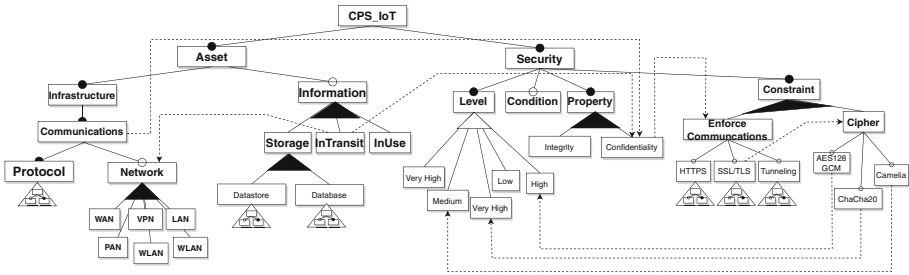 CPS_IoT
Asset
Security
Infrastructure
Information
Level
Condition
Property
Constraint
Communications
Storage
InTransit
InUse
Integrity
Confidentiality
Enforce
Communcations
Cipher
Protocol
Network
Datastore
Database
Very High
Medium
Very High
Low
High
HTTPS
SSL/TLS
Tunneling
AES128
GCM
ChaCha20
Camelia
WAN
VPN
LAN
PAN
WLAN
WLAN